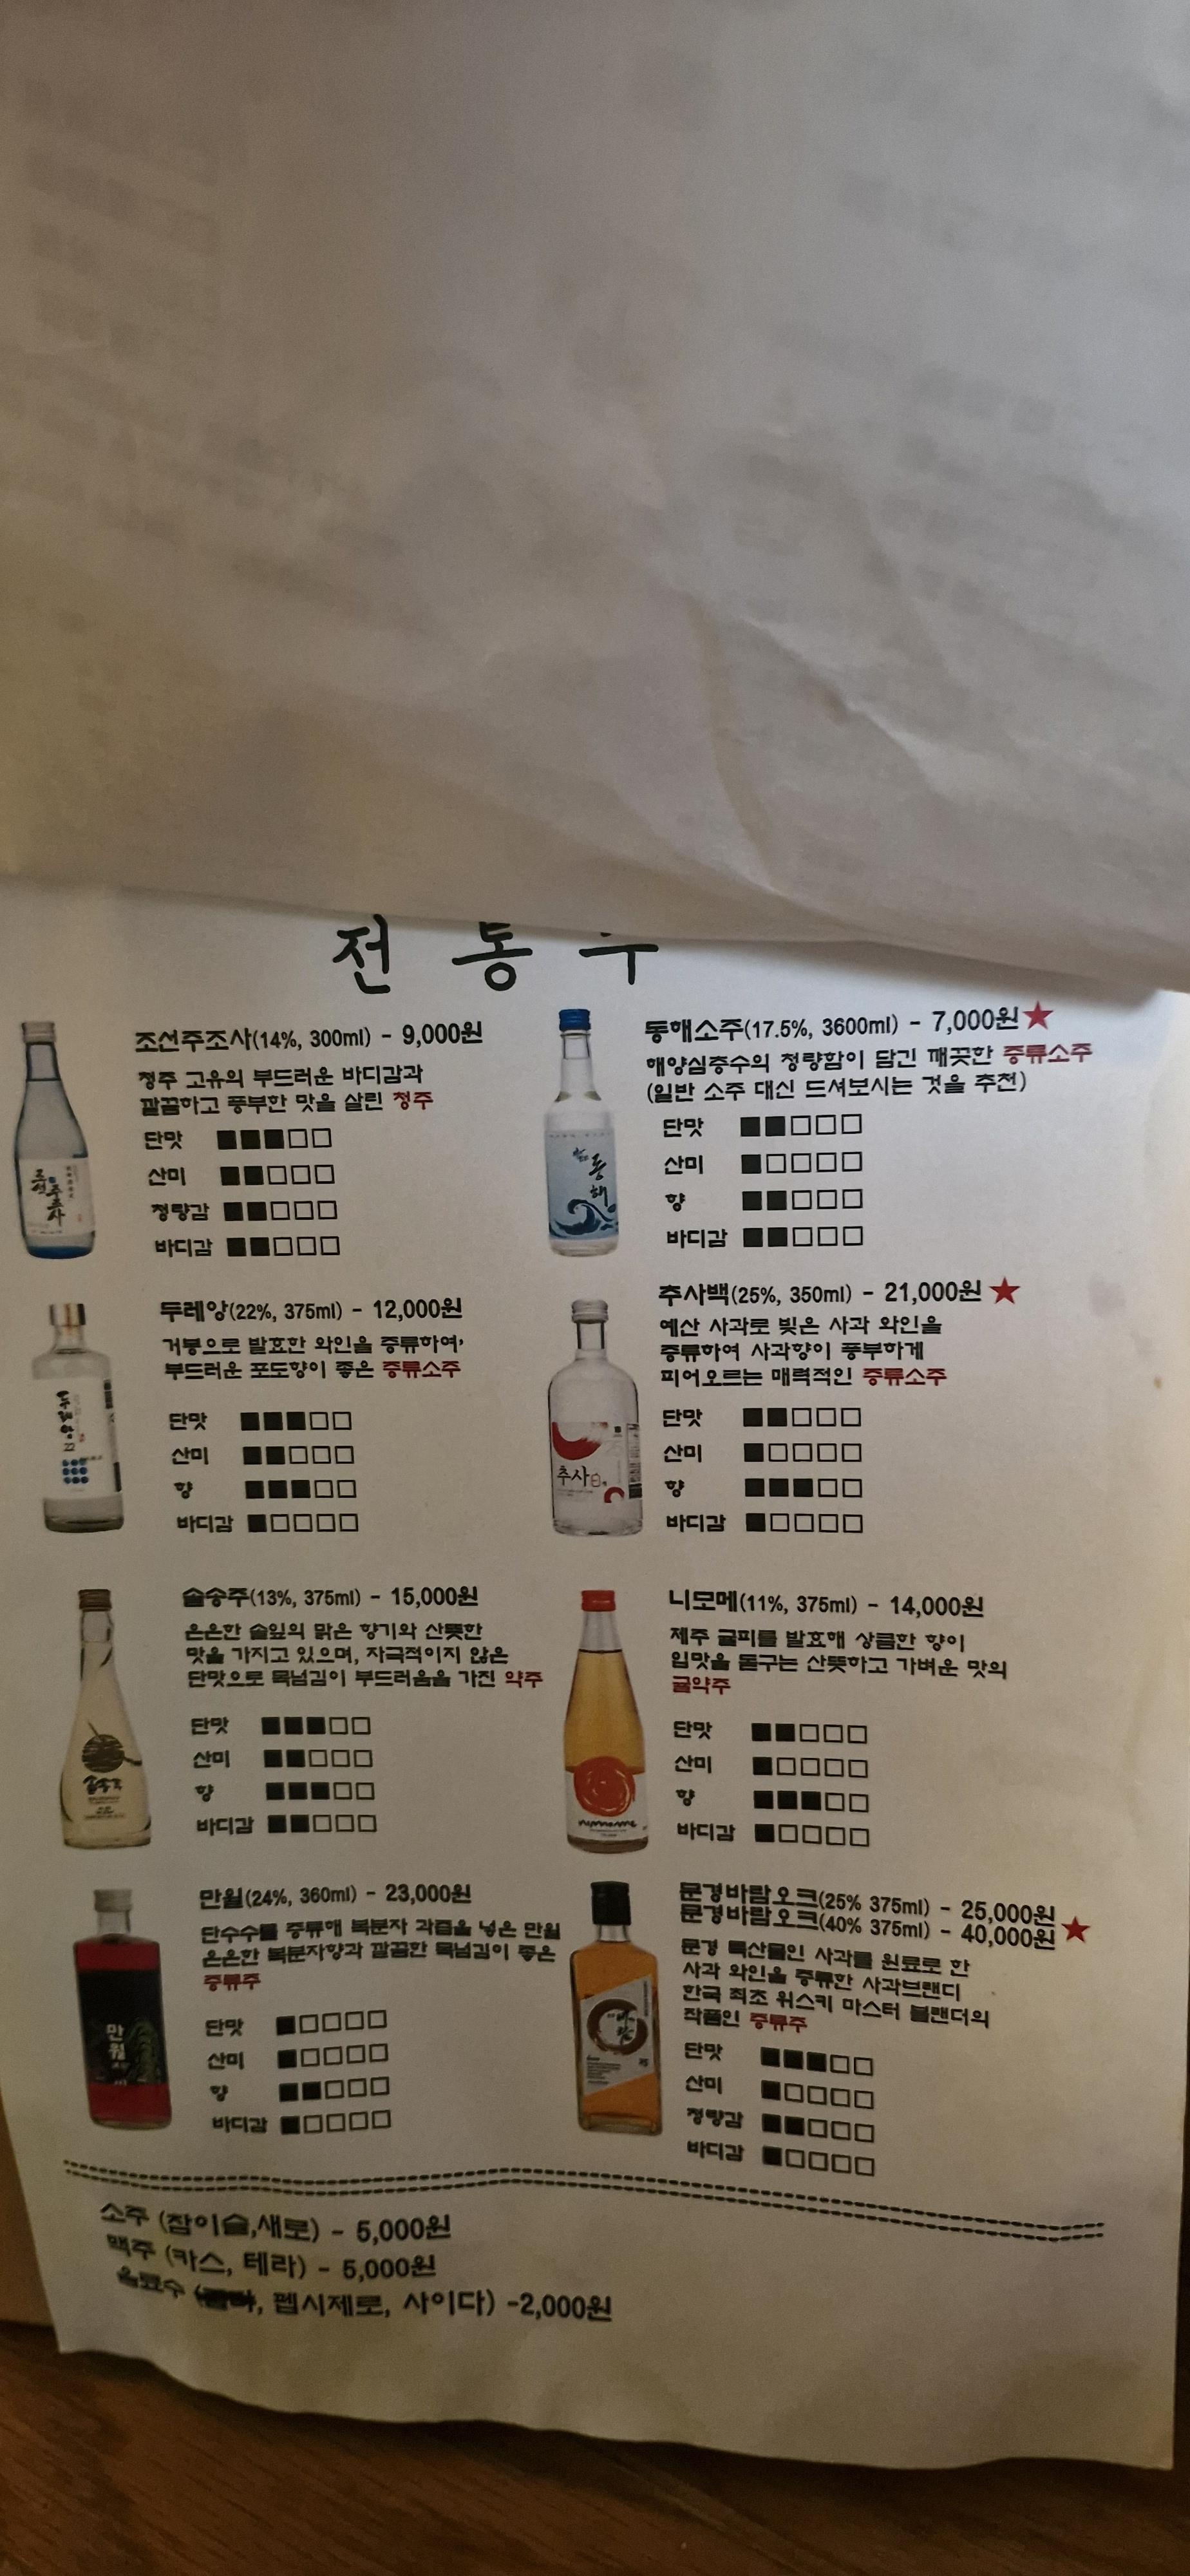 전통주
조선주조사(14%, 300ml) - 9,000원
청주 고유의 부드러운 바디감과
깔끔하고 풍부한 맛을 살린 청주
단맛 ■■■□□
산미 ■■□□□
청량감 ■■□□□
바디감 ■■□□□
동해소주(17.5%, 3600ml) - 7,000원★
해양심층수의 청량함이 담긴 깨끗한 증류소주
(일반 소주 대신 드셔보시는 것을 추천)
단맛 ■■□□□
산미 ■□□□□
향 ■■□□□
바디감 ■■□□□
조선주조사
동해
두레앙(22%, 375ml) - 12,000원
거봉으로 발효한 와인을 증류하여,
부드러운 포도향이 좋은 증류소주
단맛 ■■■□□
산미 ■■□□□
향 ■■■□□
바디감 ■□□□□
추사백(25%, 350ml) - 21,000원★
예산 사과로 빚은 사과 와인을
증류하여 사과향이 풍부하게
피어오르는 매력적인 증류소주
단맛 ■■□□□
산미 ■□□□□
향 ■■■□□
바디감 ■□□□□
두레앙
22
추사
솔송주(13%, 375ml) - 15,000원
은은한 솔잎의 맑은 향기와 산뜻한
맛을 가지고 있으며, 자극적이지 않은
단맛으로 목넘김이 부드러움을 가진 약주
단맛 ■■■□□
산미 ■■□□□
향 ■■■□□
바디감 ■■□□□
니모메(11%, 375ml) - 14,000원
제주 귤피를 발효해 상큼한 향이
입맛을 돋구는 산뜻하고 가벼운 맛의
귤약주
단맛 ■■□□□
산미 ■□□□□
향 ■■■□□
바디감 ■□□□□
솔송주
만월(24%, 360ml) - 23,000원
단수수를 증류해 복분자 과즙을 넣은 만월
은은한 복분자향과 깔끔한 목넘김이 좋은
증류주
단맛 ■□□□□
산미 ■□□□□
향 ■■□□□
바디감 ■□□□□
문경바람오크(25% 375ml) - 25,000원
문경바람오크(40% 375ml) - 40,000원★
문경 특산물인 사과를 원료로 한
사과 와인을 증류한 사과브랜디
한국 최초 위스키 마스터 블랜더의
작품인 증류주
단맛 ■■■□□
산미 ■□□□□
청량감 ■■□□□
바디감 ■□□□□
만월
바람
소주 (참이슬,새로) - 5,000원
맥주 (카스, 테라) - 5,000원
음료수 (, 펩시제로, 사이다) -2,000원